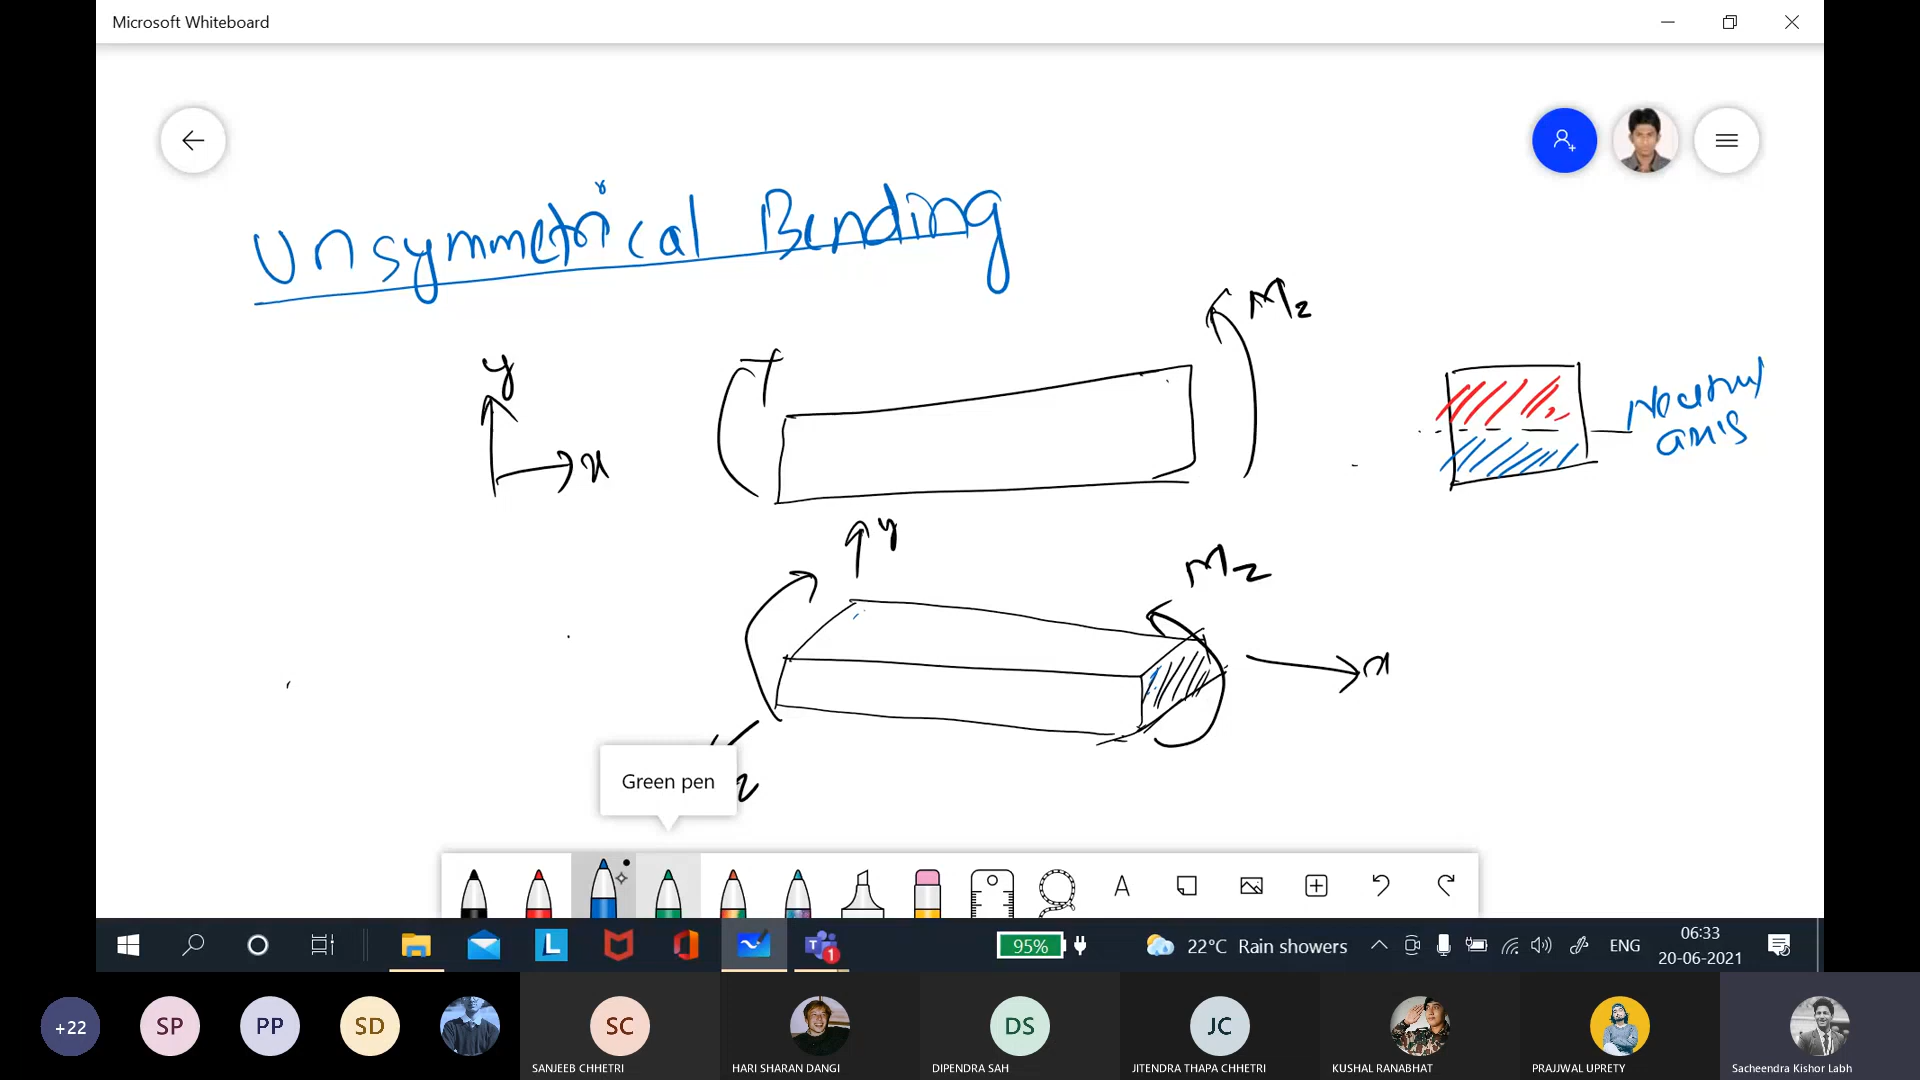 Microsoft Whiteboard
Unsymmetrical Bending
M z
y
x
Neutral
axis
y
M z
x
z
Green pen
95%
22°C Rain showers
ENG
06:33
20-06-2021
1
+22
SP
PP
SD
SC
DS
JC
SANJEEB CHHETRI
HARI SHARAN DANGI
DIPENDRA SAH
JITENDRA THAPA CHHETRI
KUSHAL RANABHAT
PRAJJWAL UPRETY
Sacheendra Kishor Labh